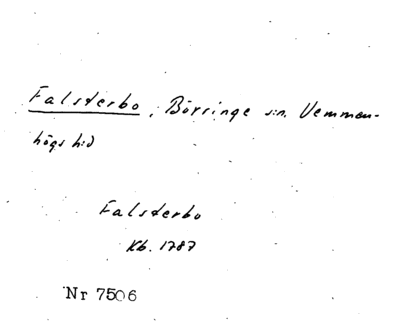 Falsterbo, Börringe sn, Vemmen-
högs hd
Falsterbo
Kb. 1787
Nr 7506